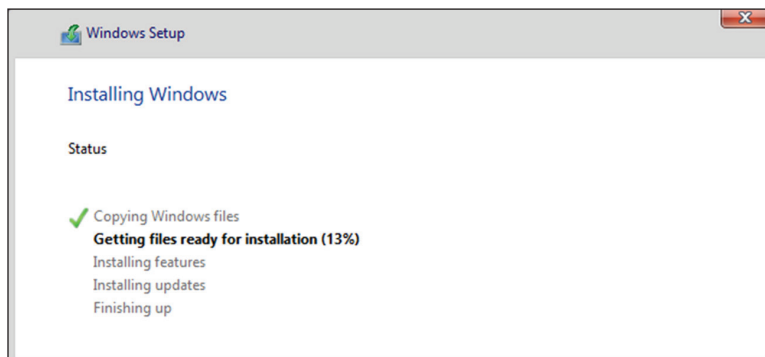 Windows Setup
Installing Windows
Status
Copying Windows files
Getting files ready for installation (13%)
Installing features
Installing updates
Finishing up